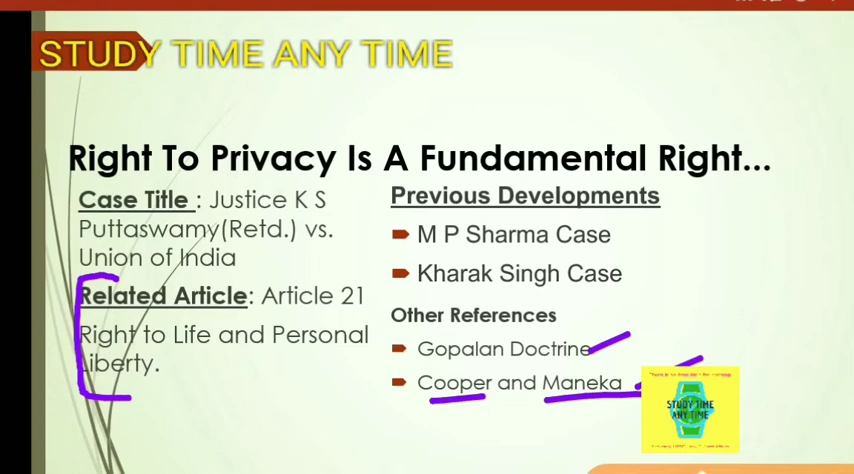 STUDY TIME ANY TIME
Right To Privacy Is A Fundamental Right...
Case Title : Justice K S
Puttaswamy(Retd.) vs.
Union of India
Related Article: Article 21
Right to Life and Personal
Liberty.
Previous Developments
M P Sharma Case
Kharak Singh Case
Other References
Gopalan Doctrine
Cooper and Maneka
STUDY TIME
ANY TIME